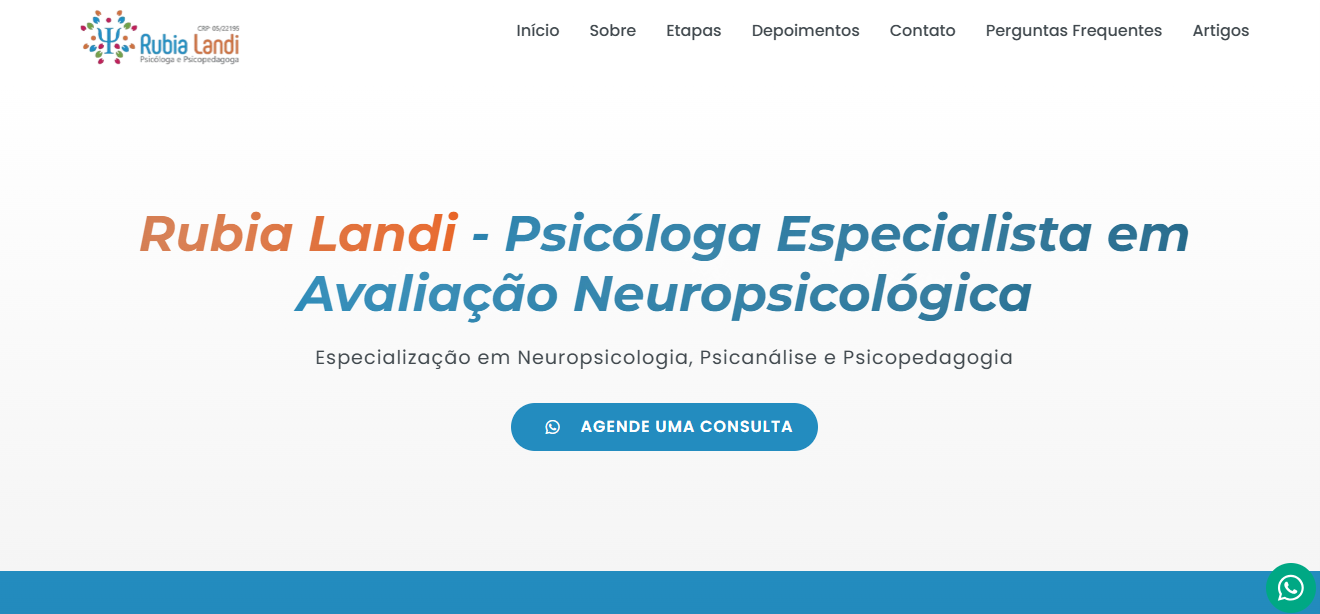 CRP 05/22195
Rubia Landi
Psicóloga e Psicopedagoga
Início Sobre Etapas Depoimentos Contato Perguntas Frequentes Artigos
Rubia Landi - Psicóloga Especialista em
Avaliação Neuropsicológica
Especialização em Neuropsicologia, Psicanálise e Psicopedagogia
AGENDE UMA CONSULTA